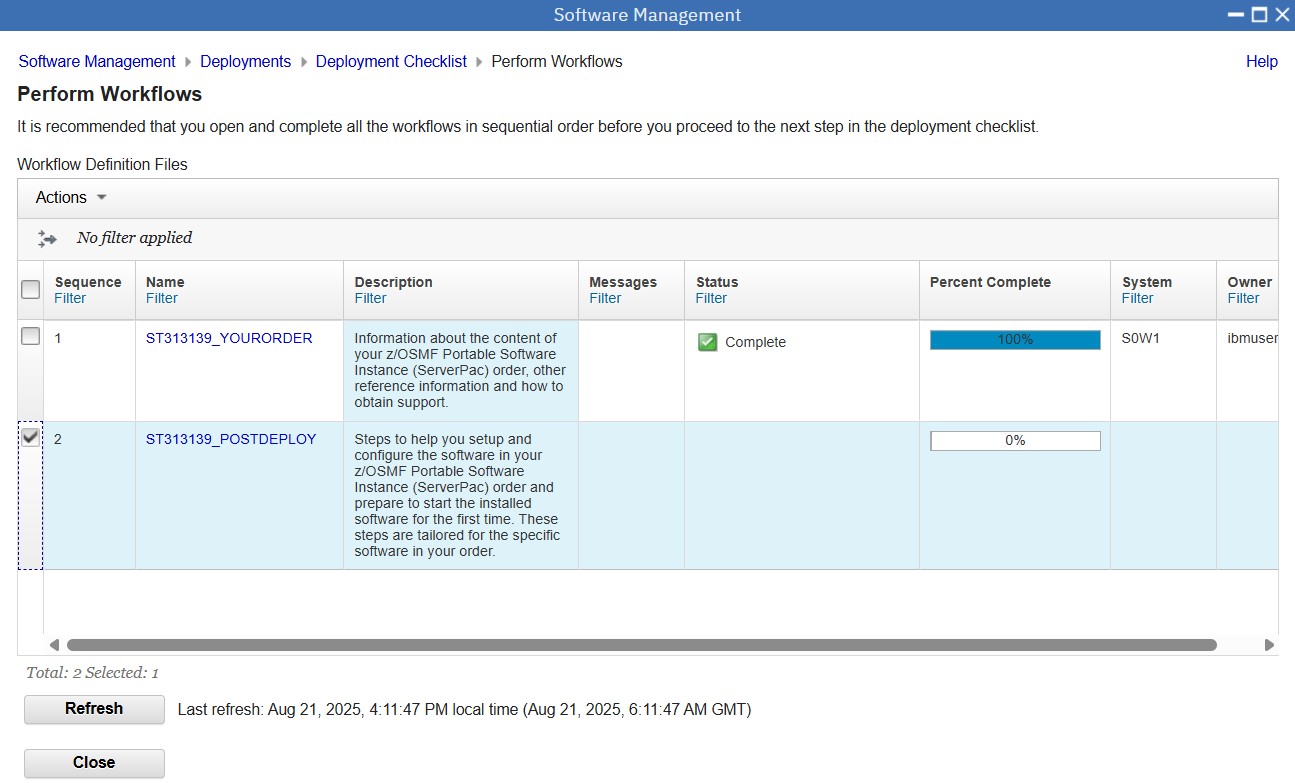 Software Management
Software Management Deployments Deployment Checklist Perform Workflows Help
Perform Workflows
It is recommended that you open and complete all the workflows in sequential order before you proceed to the next step in the deployment checklist.
Workflow Definition Files
Actions
No filter applied
Sequence Name Description Messages Status Percent Complete System Owner
Filter Filter Filter Filter Filter Filter Filter
1 ST313139_YOURORDER Information about the content of
your z/OSMF Portable Software
Instance (ServerPac) order, other
reference information and how to
obtain support.
Complete 100% S0W1 ibmuser
2 ST313139_POSTDEPLOY Steps to help you setup and
configure the software in your
z/OSMF Portable Software
Instance (ServerPac) order and
prepare to start the installed
software for the first time. These
steps are tailored for the specific
software in your order.
0%
Total: 2 Selected: 1
Refresh Last refresh: Aug 21, 2025, 4:11:47 PM local time (Aug 21, 2025, 6:11:47 AM GMT)
Close